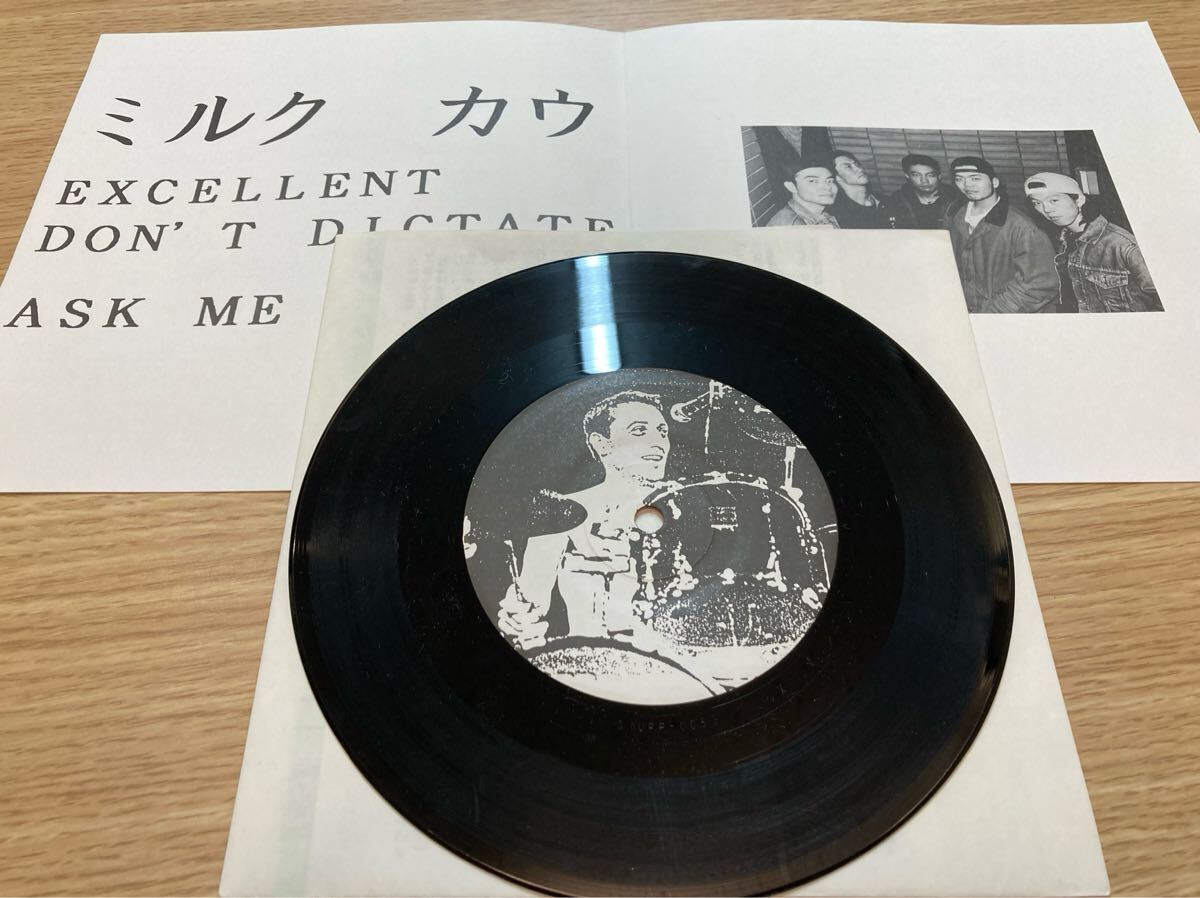 ミルク カウ
EXCELLENT
DON'T DICTATE
ASK ME